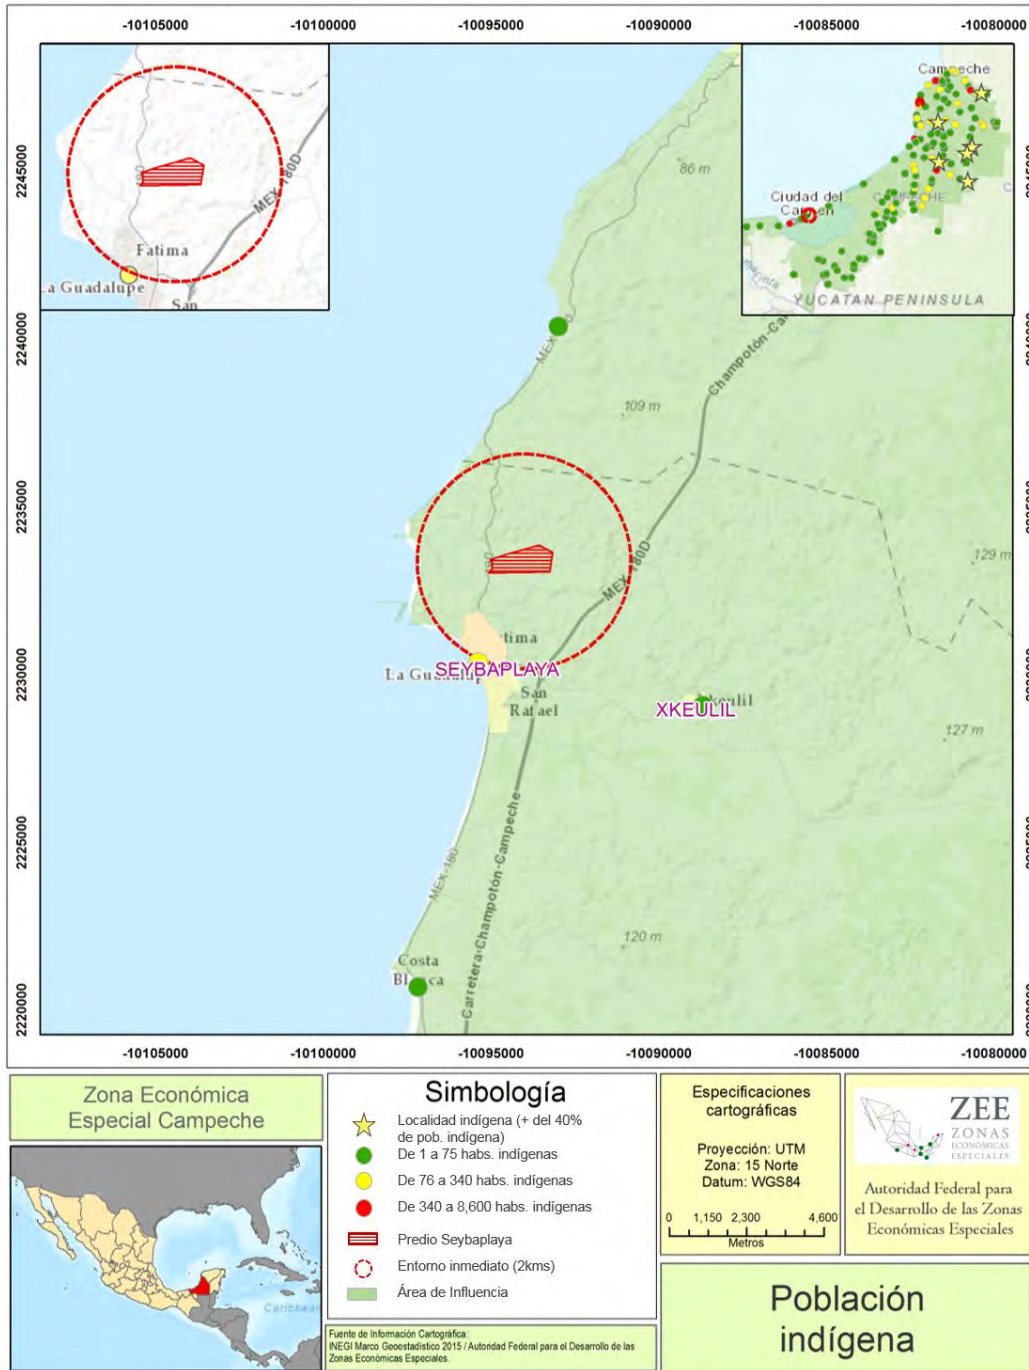 -10105000 -10100000 -10095000 -10090000 -10085000 -10080000
2245000
2240000
2235000
2230000
2225000
2220000
MEX-180D
Fatima
La Guadalupe
San
Campeche
Ciudad del
Carmen
CAMPECHE
YUCATAN PENINSULA
86 m
Champotón-Ca
109 m
MEX-180D
129 m
tima
SEYBAPLAYA
La Guadalup
San
Rafael
XKEULIL
keulil
127 m
MEX-180
Carretera-Champotón-Campeche
120 m
Costa
Bl ca
-10105000 -10100000 -10095000 -10090000 -10085000 -10080000
Zona Económica
Especial Campeche
Caribbean
Simbología
Localidad indígena (+ del 40%
de pob. indígena)
De 1 a 75 habs. indígenas
De 76 a 340 habs. indígenas
De 340 a 8,600 habs. indígenas
Predio Seybaplaya
Entorno inmediato (2kms)
Área de Influencia
Fuente de Información Cartográfica:
INEGI Marco Geoestadístico 2015 / Autoridad Federal para el Desarrollo de las
Zonas Económicas Especiales.
Especificaciones
cartográficas
Proyección: UTM
Zona: 15 Norte
Datum: WGS84
0 1,150 2,300 4,600
Metros
ZEE
ZONAS
ECONÓMICAS
ESPECIALES
Autoridad Federal para
el Desarrollo de las Zonas
Económicas Especiales
Población
indígena